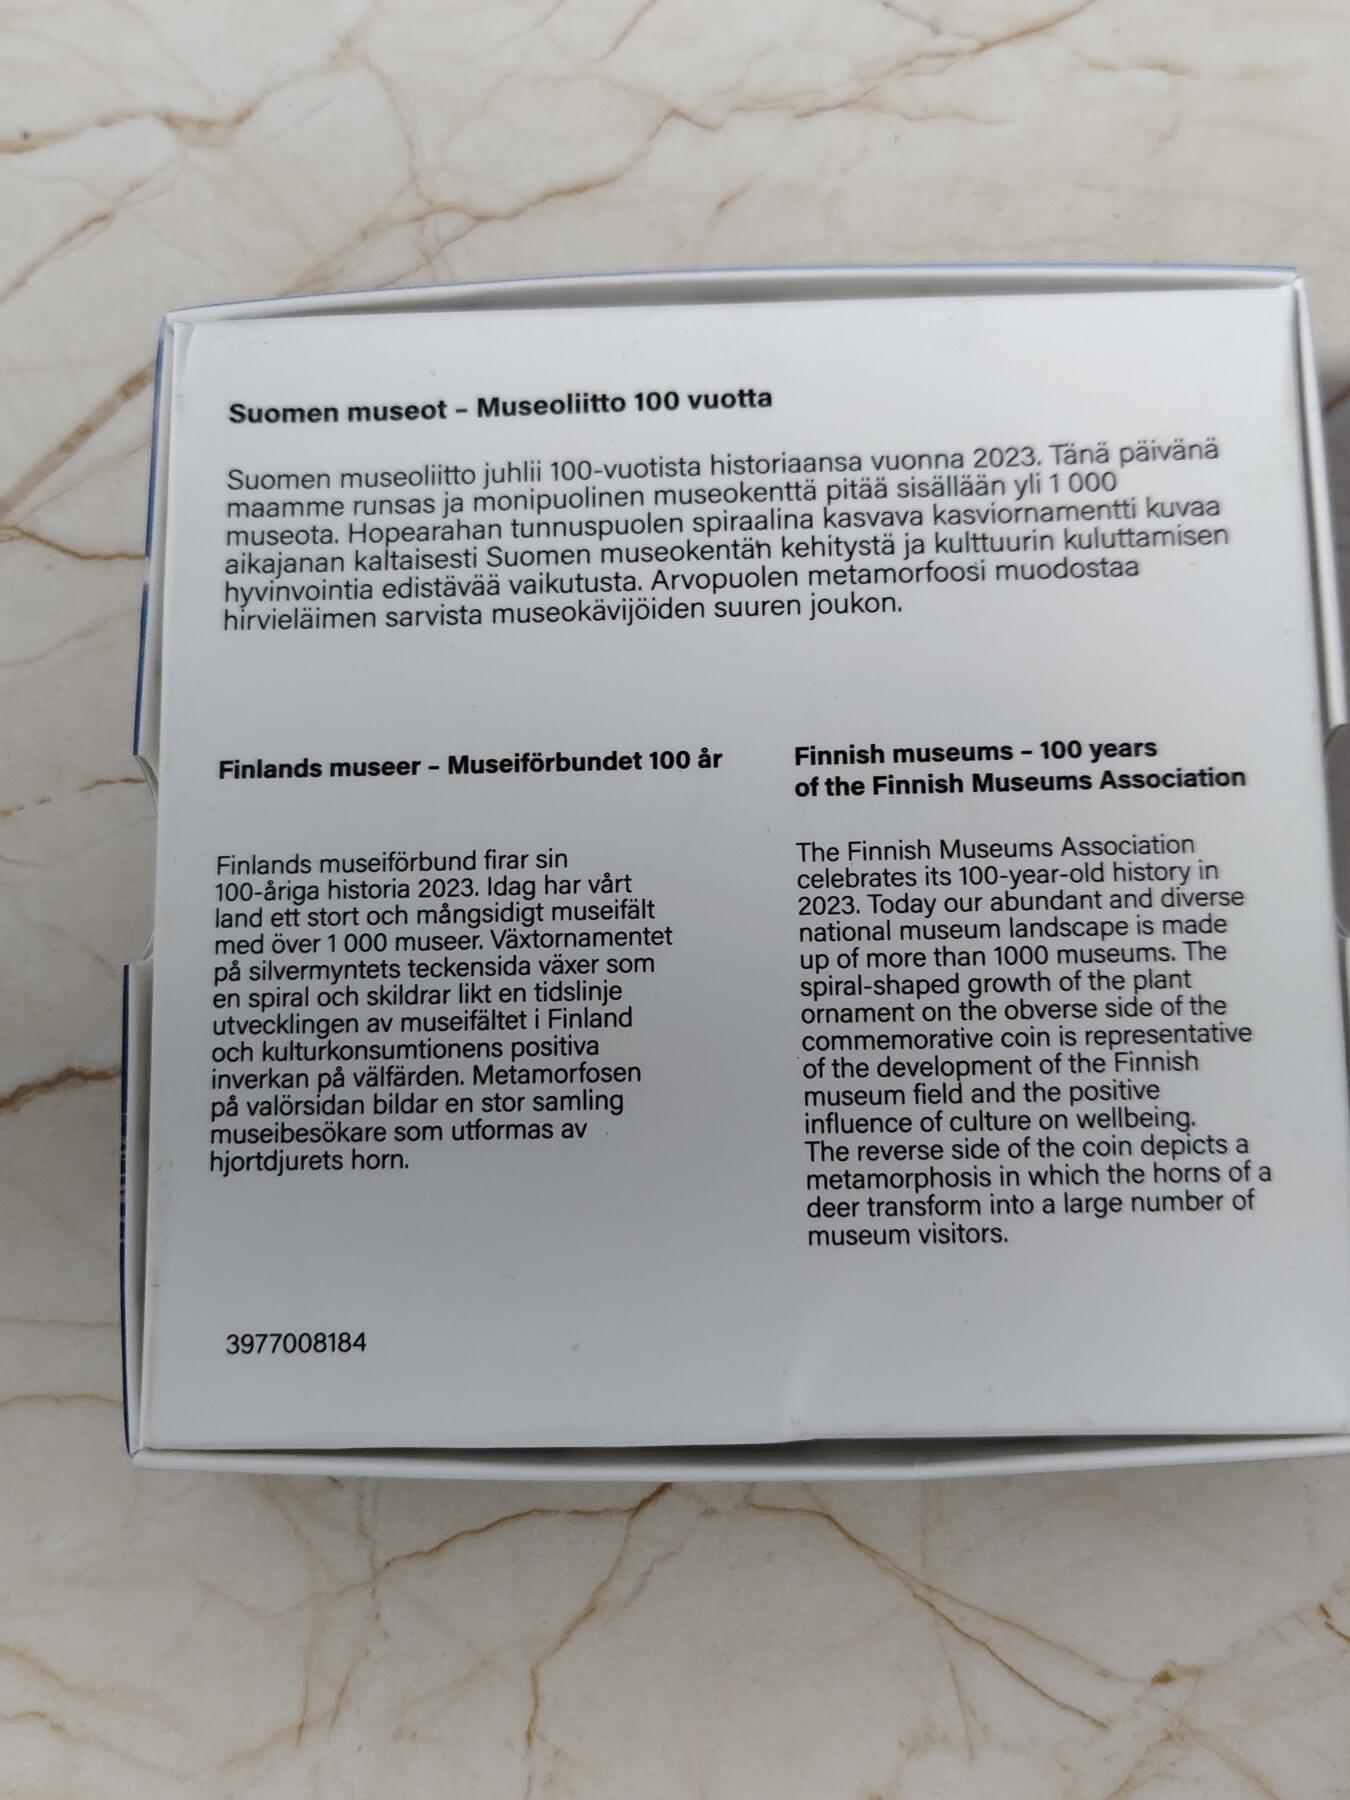 Suomen museot – Museoliitto 100 vuotta
Suomen museoliitto juhlii 100-vuotista historiaansa vuonna 2023. Tänä päivänä
maamme runsas ja monipuolinen museokenttä pitää sisällään yli 1 000
museota. Hopearahan tunnuspuolen spiraalina kasvava kasviornamentti kuvaa
aikajanan kaltaisesti Suomen museokentän kehitystä ja kulttuurin kuluttamisen
hyvinvointia edistävää vaikutusta. Arvopuolen metamorfoosi muodostaa
hirvieläimen sarvista museokävijöiden suuren joukon.
Finlands museer – Museiförbundet 100 år
Finlands museiförbund firar sin
100-åriga historia 2023. Idag har vårt
land ett stort och mångsidigt museifält
med över 1 000 museer. Växtornamentet
på silvermyntets teckensida växer som
en spiral och skildrar likt en tidslinje
utvecklingen av museifältet i Finland
och kulturkonsumtionens positiva
inverkan på välfärden. Metamorfosen
på valörsidan bildar en stor samling
museibesökare som utformas av
hjortdjurets horn.
Finnish museums – 100 years
of the Finnish Museums Association
The Finnish Museums Association
celebrates its 100-year-old history in
2023. Today our abundant and diverse
national museum landscape is made
up of more than 1000 museums. The
spiral-shaped growth of the plant
ornament on the obverse side of the
commemorative coin is representative
of the development of the Finnish
museum field and the positive
influence of culture on wellbeing.
The reverse side of the coin depicts a
metamorphosis in which the horns of a
deer transform into a large number of
museum visitors.
3977008184